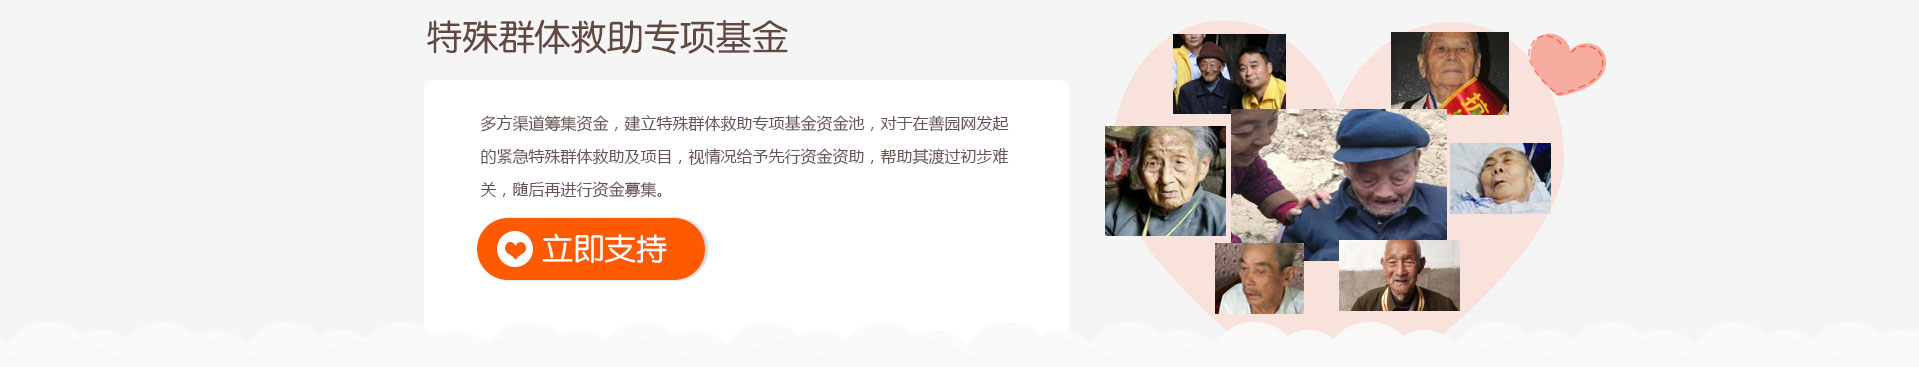 特殊群体救助专项基金
多方渠道筹集资金，建立特殊群体救助专项基金资金池，对于在善园网发起
的紧急特殊群体救助及项目，视情况给予先行资金资助，帮助其渡过初步难
关，随后再进行资金募集。
立即支持